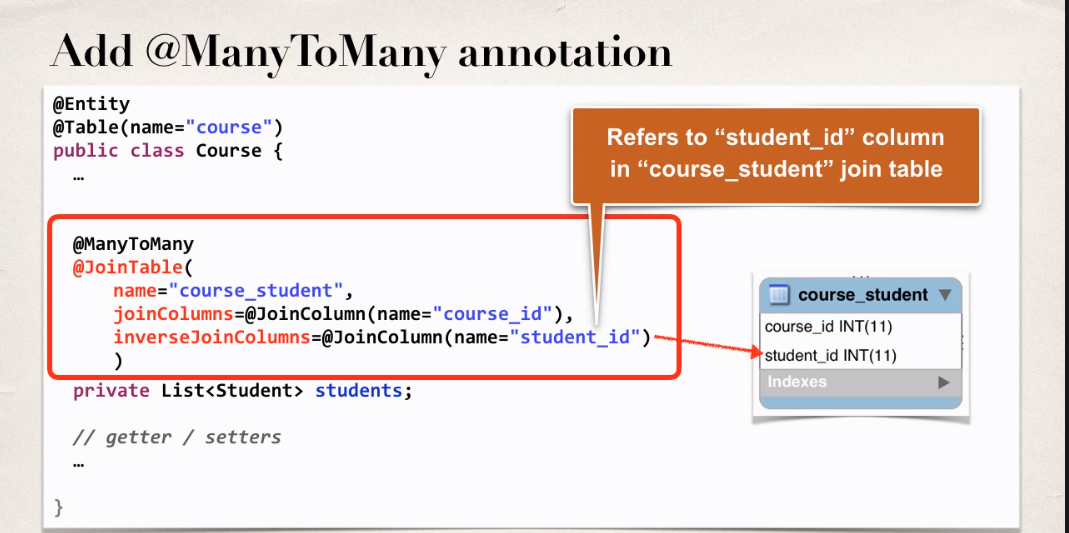 Add @ManyToMany annotation
@Entity
@Table(name="course")
public class Course {
…
Refers to “student_id” column
in “course_student” join table
@ManyToMany
@JoinTable(
name="course_student",
joinColumns=@JoinColumn(name="course_id"),
inverseJoinColumns=@JoinColumn(name="student_id")
)
private List<Student> students;
// getter / setters
…
}
course_student
course_id INT(11)
student_id INT(11)
Indexes